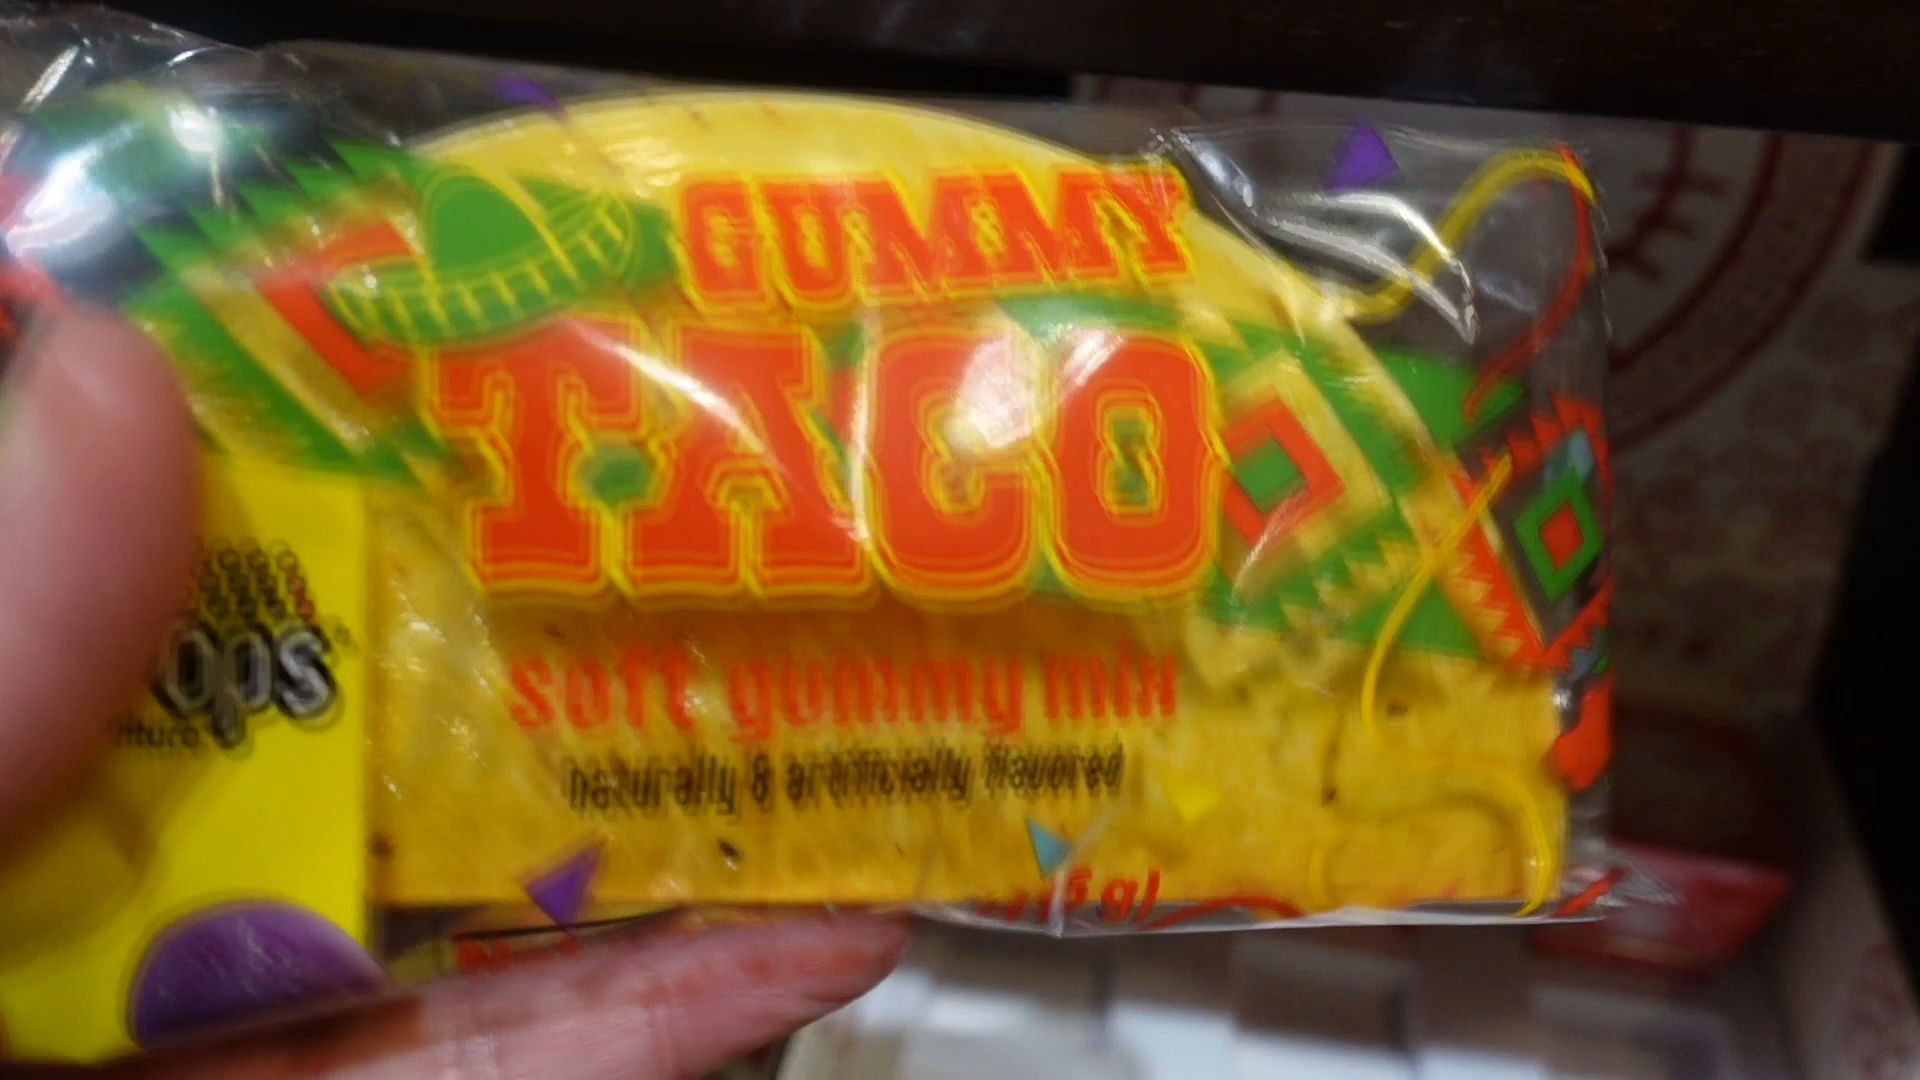 GUMMY
TACO
soft gummy mix
naturally & artificially flavored
ops